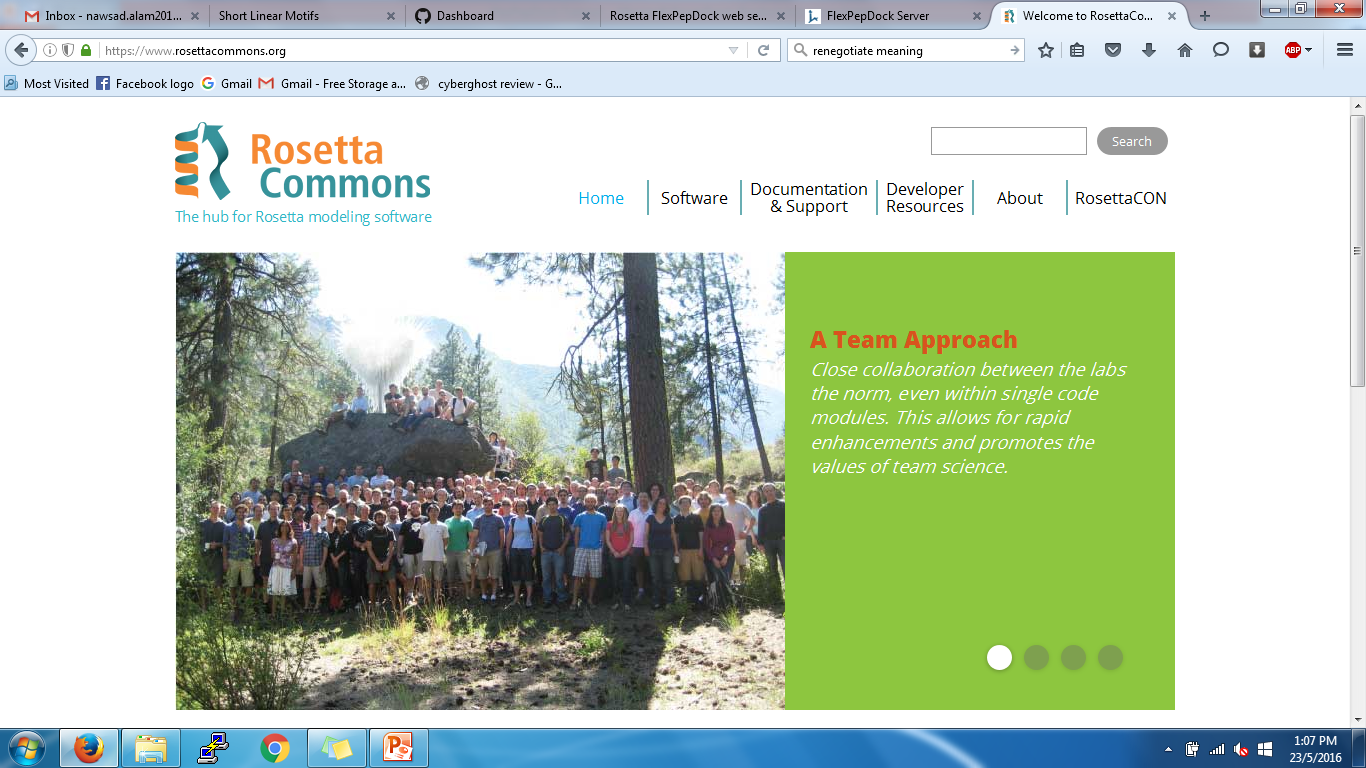 Inbox - nawsad.alam201...
Short Linear Motifs
Dashboard
Rosetta FlexPepDock web se...
FlexPepDock Server
Welcome to RosettaCo...
https://www.rosettacommons.org
renegotiate meaning
ABP
Most Visited
Facebook logo
Gmail
Gmail - Free Storage a...
cyberghost review - G...
Rosetta
Commons
The hub for Rosetta modeling software
Search
Home
Software
Documentation
& Support
Developer
Resources
About
RosettaCON
A Team Approach
Close collaboration between the labs
the norm, even within single code
modules. This allows for rapid
enhancements and promotes the
values of team science.
1:07 PM
23/5/2016